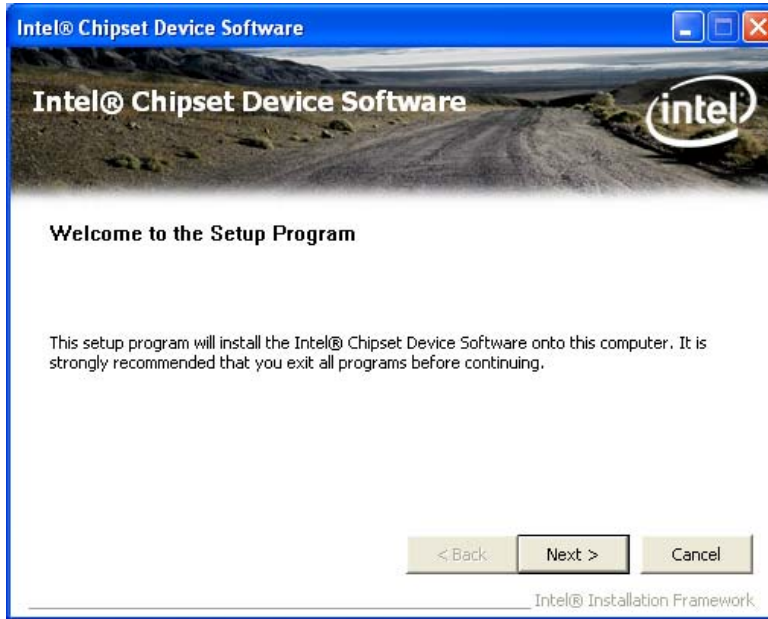 Intel® Chipset Device Software
Intel® Chipset Device Software
intel
Welcome to the Setup Program
This setup program will install the Intel® Chipset Device Software onto this computer. It is
strongly recommended that you exit all programs before continuing.
< Back
Next >
Cancel
Intel® Installation Framework